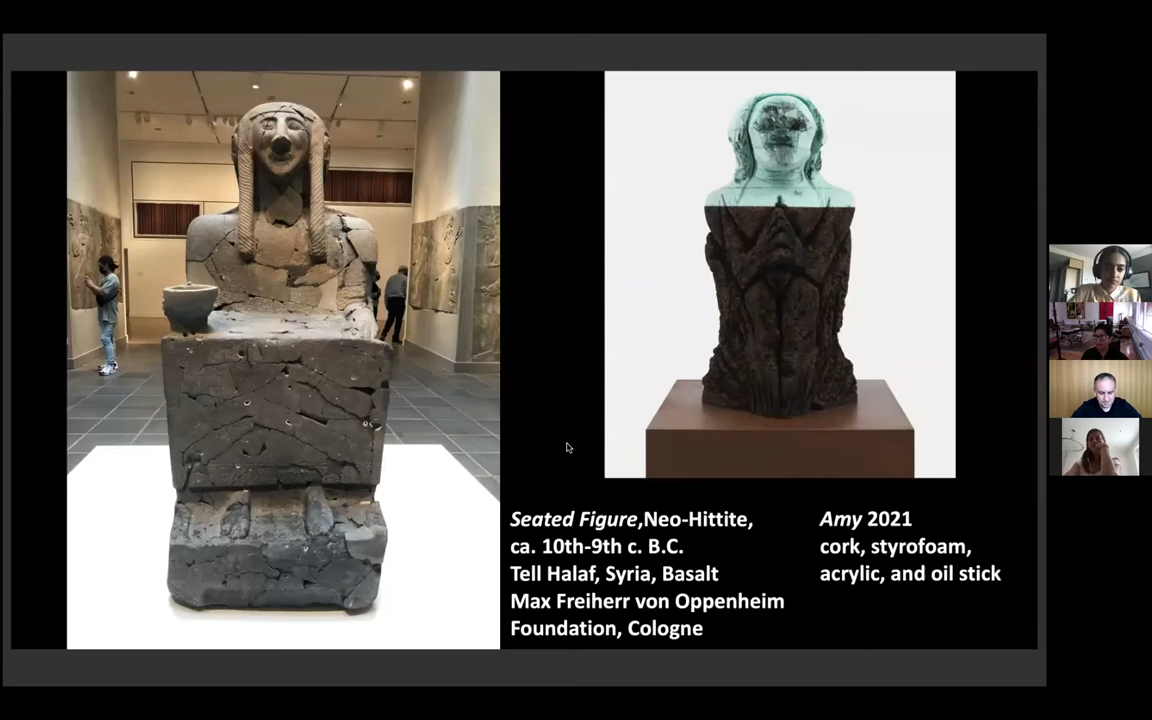 Seated Figure,Neo-Hittite,
ca. 10th-9th c. B.C.
Tell Halaf, Syria, Basalt
Max Freiherr von Oppenheim
Foundation, Cologne
Amy 2021
cork, styrofoam,
acrylic, and oil stick